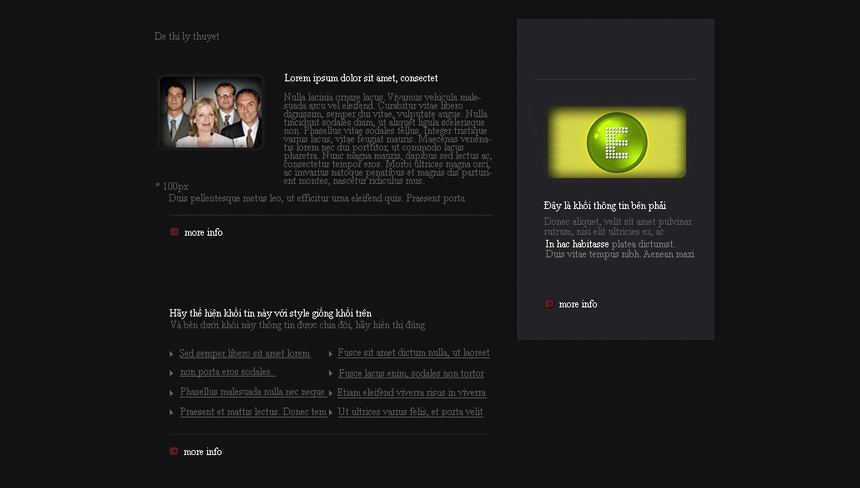 De thi ly thuyet
Lorem ipsum dolor sit amet, consectet
Nulla lacinia ornare lacus. Vivamus vehicula male-
suada arcu vel eleifend. Curabitur vitae libero
dignissim, semper dui vitae, vulputate augue. Nulla
tincidunt sodales diam, ut aliquet ligula scelerisque
non. Phasellus vitae sodales tellus. Integer tristique
varius lacus, vitae feugiat mauris. Maecenas venena-
tis lorem nec dui porttitor, ut commodo lacus
pharetra. Nunc magna mauris, dapibus sed lectus ac,
consectetur tempor eros. Morbi ultrices magna orci,
ac imvarius natoque penatibus et magnis dis parturi-
ent montes, nascetur ridiculus mus.
* 100px
Duis pellentesque metus leo, ut efficitur urna eleifend quis. Praesent porta
more info
Hãy thể hiện khối tin này với style giống khối trên
Và bên dưới khối này thông tin được chia đôi, hãy hiển thị đúng
Sed semper libero sit amet lorem
non porta eros sodales.
Phasellus malesuada nulla nec neque
Praesent et mattis lectus. Donec tem
Fusce sit amet dictum nulla, ut laoreet
Fusce lacus enim, sodales non tortor
Etiam eleifend viverra risus in viverra
Ut ultrices varius felis, et porta velit
more info
E
Đây là khối thông tin bên phải
Donec aliquet, velit sit amet pulvinar
rutrum, nisi elit ultricies ex, ac
In hac habitasse platea dictumst.
Duis vitae tempus nibh. Aenean maxi
more info